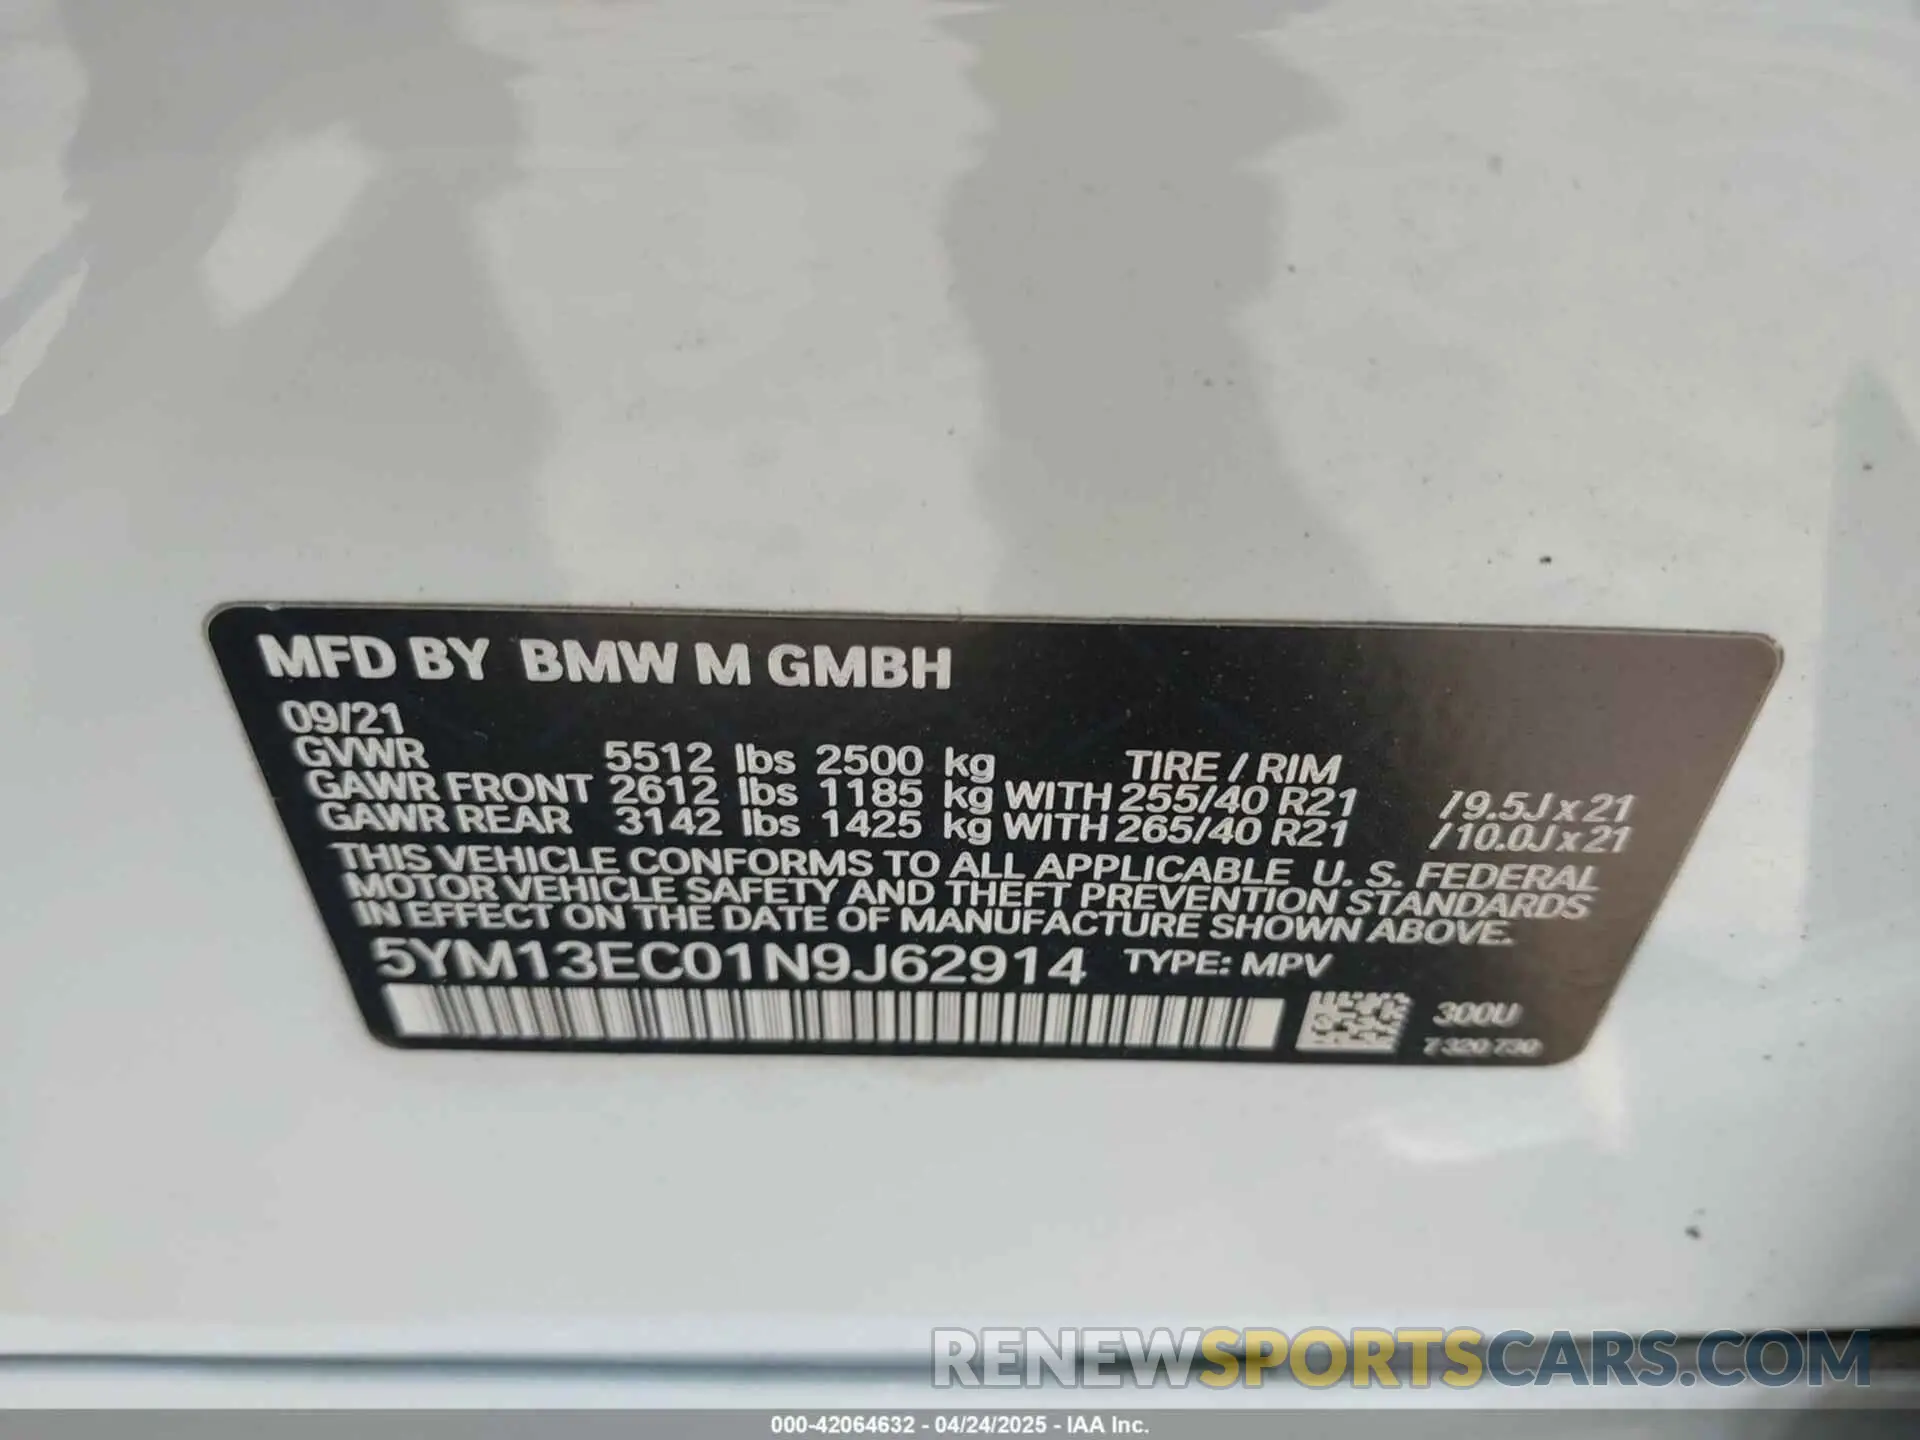 MFD BY BMW M GMBH
09/21
GVWR 5512 lbs 2500 kg TIRE / RIM
GAWR FRONT 2612 lbs 1185 kg WITH 255/40 R21 /9.5J x 21
GAWR REAR 3142 lbs 1425 kg WITH 265/40 R21 /10.0J x 21
THIS VEHICLE CONFORMS TO ALL APPLICABLE U. S. FEDERAL
MOTOR VEHICLE SAFETY AND THEFT PREVENTION STANDARDS
IN EFFECT ON THE DATE OF MANUFACTURE SHOWN ABOVE.
5YM13EC01N9J62914 TYPE: MPV
300U
7 320 730
RENEWSPORTSCARS.COM
000-42064632 - 04/24/2025 - IAA Inc.